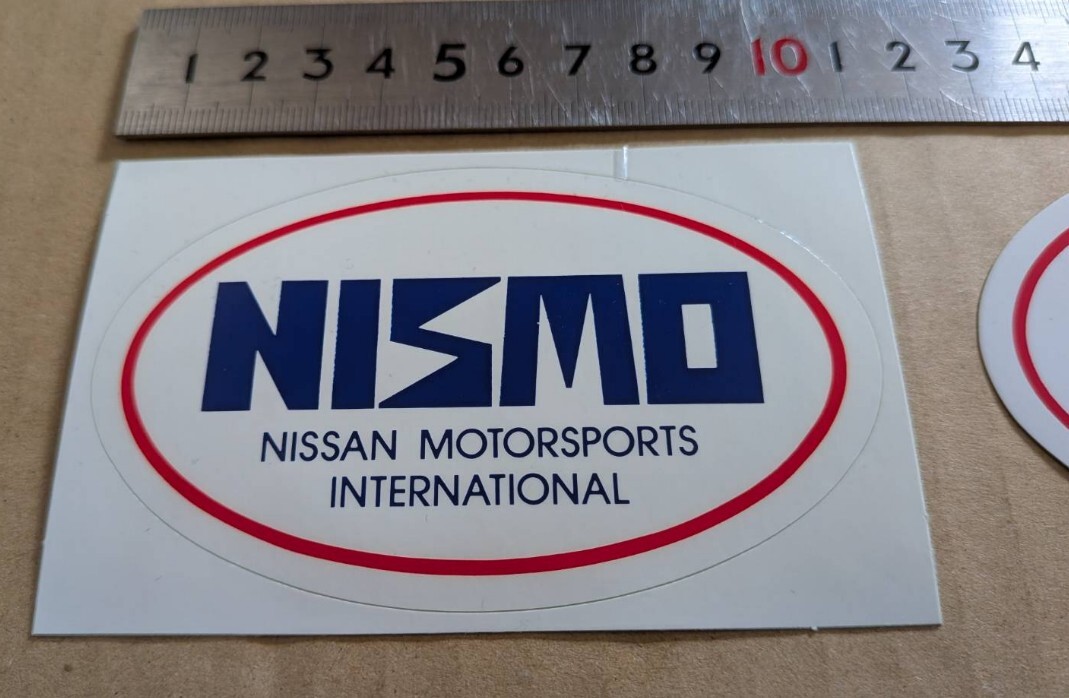 1 2 3 4 5 6 7 8 9 10 1 2 3 4
NISMO
NISSAN MOTORSPORTS
INTERNATIONAL